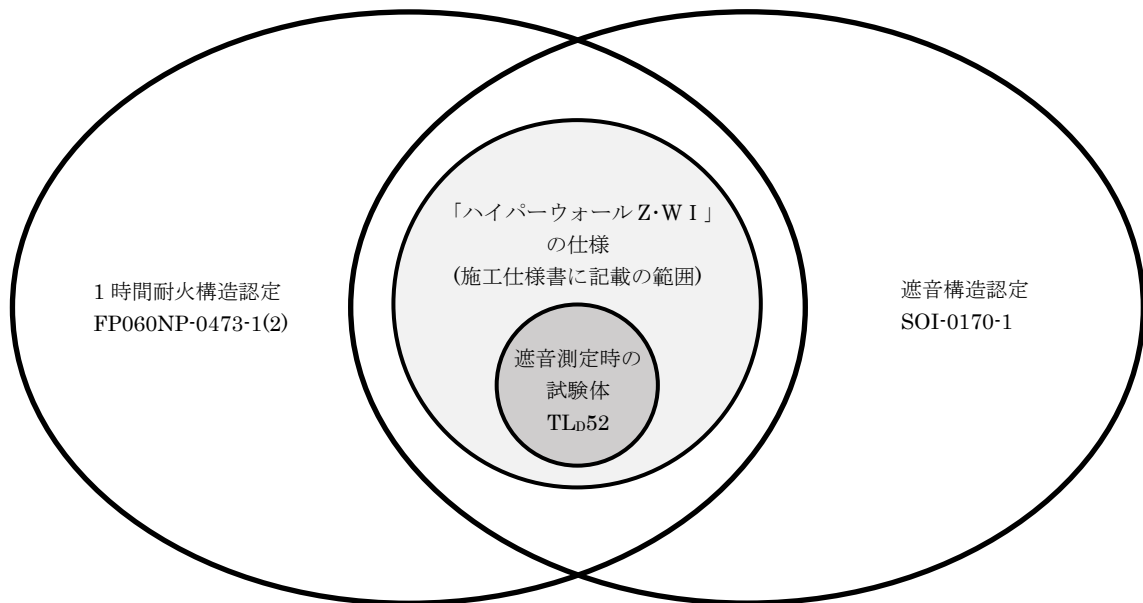 「ハイパーウォール Z･WⅠ」
の仕様
(施工仕様書に記載の範囲)
1 時間耐火構造認定
FP060NP-0473-1(2)
遮音構造認定
SOI-0170-1
遮音測定時の
試験体
TLD52